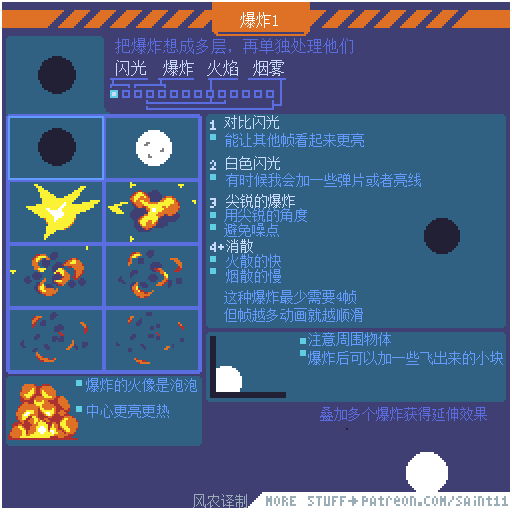 爆炸1
把爆炸想成多层，再单独处理他们
闪光 爆炸 火焰 烟雾
1 对比闪光
能让其他帧看起来更亮
2 白色闪光
有时候我会加一些弹片或者亮线
3 尖锐的爆炸
用尖锐的角度
避免噪点
4+消散
火散的快
烟散的慢
这种爆炸最少需要4帧
但帧越多动画就越顺滑
注意周围物体
爆炸后可以加一些飞出来的小块
爆炸的火像是泡泡
中心更亮更热
叠加多个爆炸获得延伸效果
风农译制
MORE STUFF→PATREON.COM/SAINT11